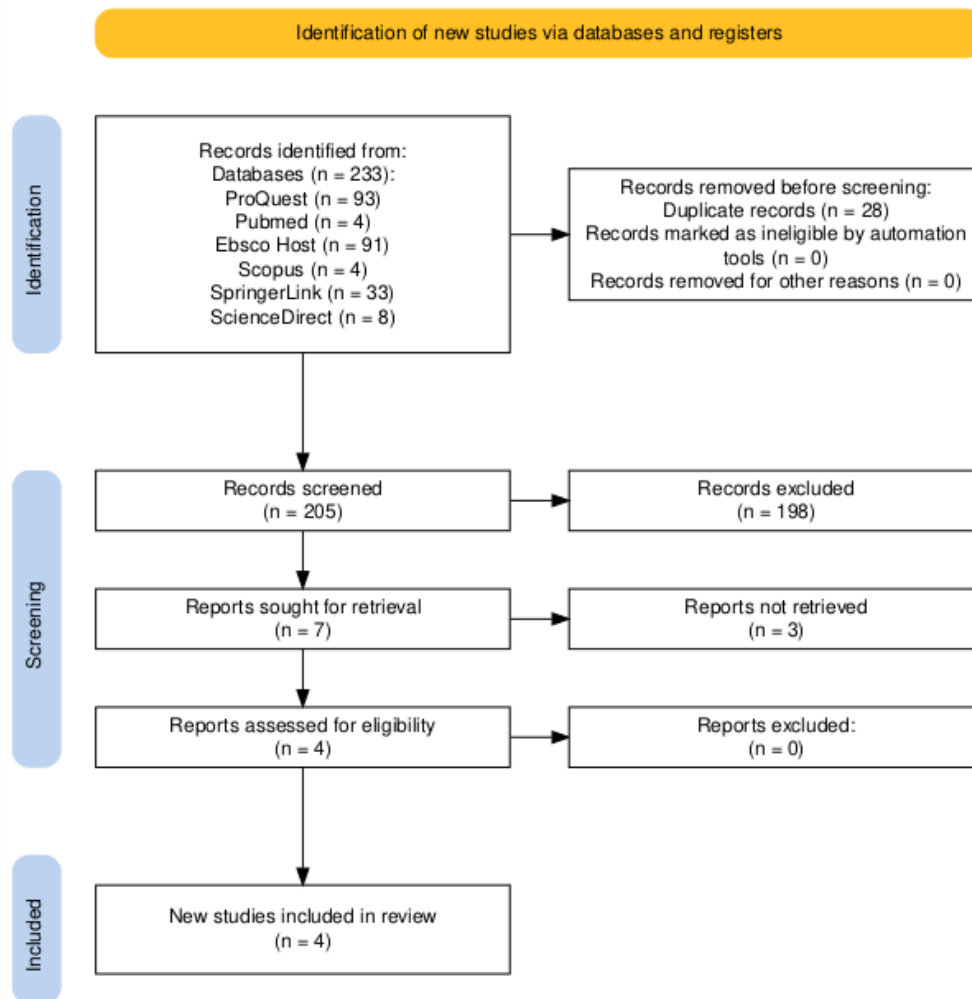 Identification of new studies via databases and registers
Identification
Records identified from:
Databases (n = 233):
ProQuest (n = 93)
Pubmed (n = 4)
Ebsco Host (n = 91)
Scopus (n = 4)
SpringerLink (n = 33)
ScienceDirect (n = 8)
Records removed before screening:
Duplicate records (n = 28)
Records marked as ineligible by automation
tools (n = 0)
Records removed for other reasons (n = 0)
Screening
Records screened
(n = 205)
Records excluded
(n = 198)
Reports sought for retrieval
(n = 7)
Reports not retrieved
(n = 3)
Reports assessed for eligibility
(n = 4)
Reports excluded:
(n = 0)
Included
New studies included in review
(n = 4)